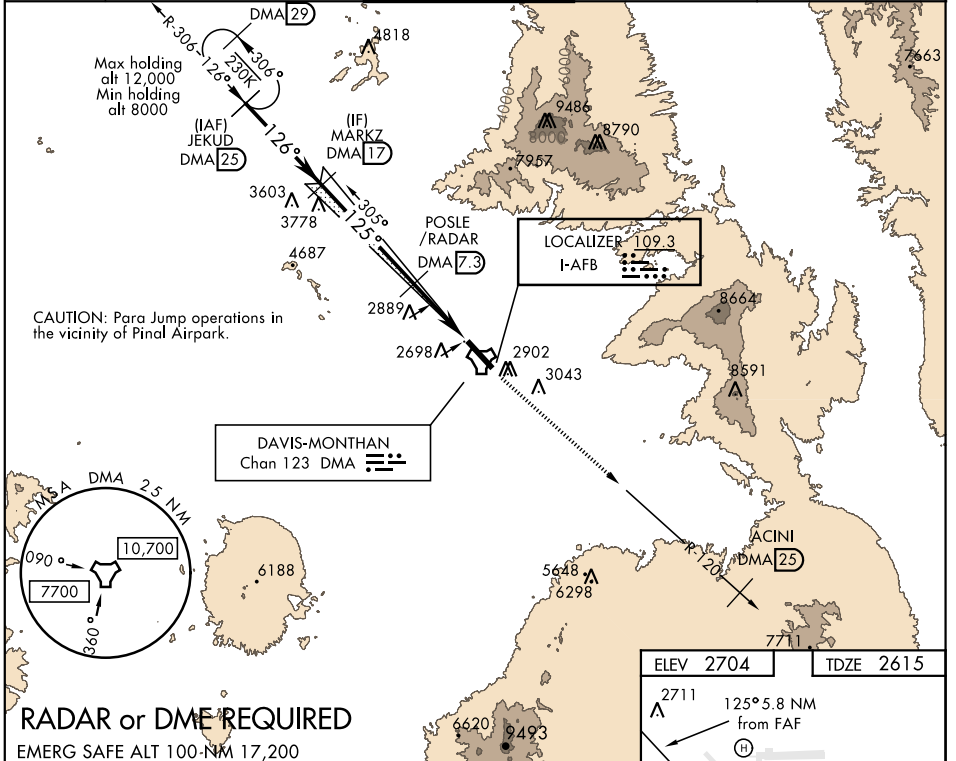 DMA 29
R-306
126°
306°
230K
4818
7663
Max holding
alt 12,000
Min holding
alt 8000
(IAF)
JEKUD
DMA 25
126°
(IF)
MARKZ
DMA 17
6000
6000
9486
8000
8790
7957
3603
3778
305°
125°
4687
POSLE
/RADAR
DMA 7.3
LOCALIZER 109.3
I-AFB
8664
2889
CAUTION: Para Jump operations in
the vicinity of Pinal Airpark.
2698
2902
3043
8591
DAVIS-MONTHAN
Chan 123 DMA
MSA DMA 25 NM
090°
10,700
7700
360°
6188
ACINI
DMA 25
R-120
5648
6298
7711
ELEV 2704
TDZE 2615
2711
125° 5.8 NM
from FAF
H
RADAR or DME REQUIRED
EMERG SAFE ALT 100 NM 17,200
6620
9493